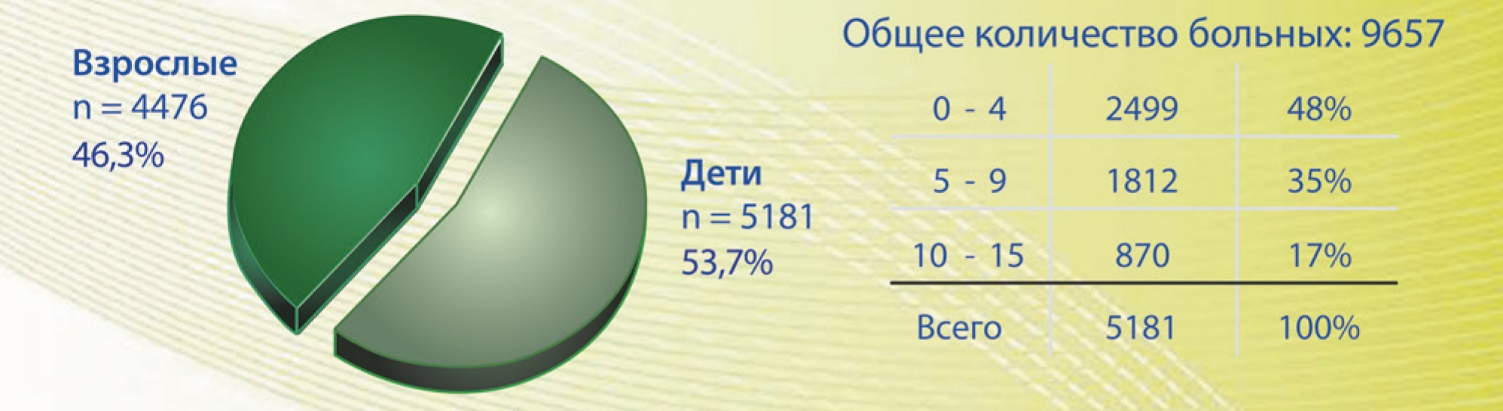 Взрослые
n = 4476
46,3%
Дети
n = 5181
53,7%
Общее количество больных: 9657
0 - 4 2499 48%
5 - 9 1812 35%
10 - 15 870 17%
Всего 5181 100%